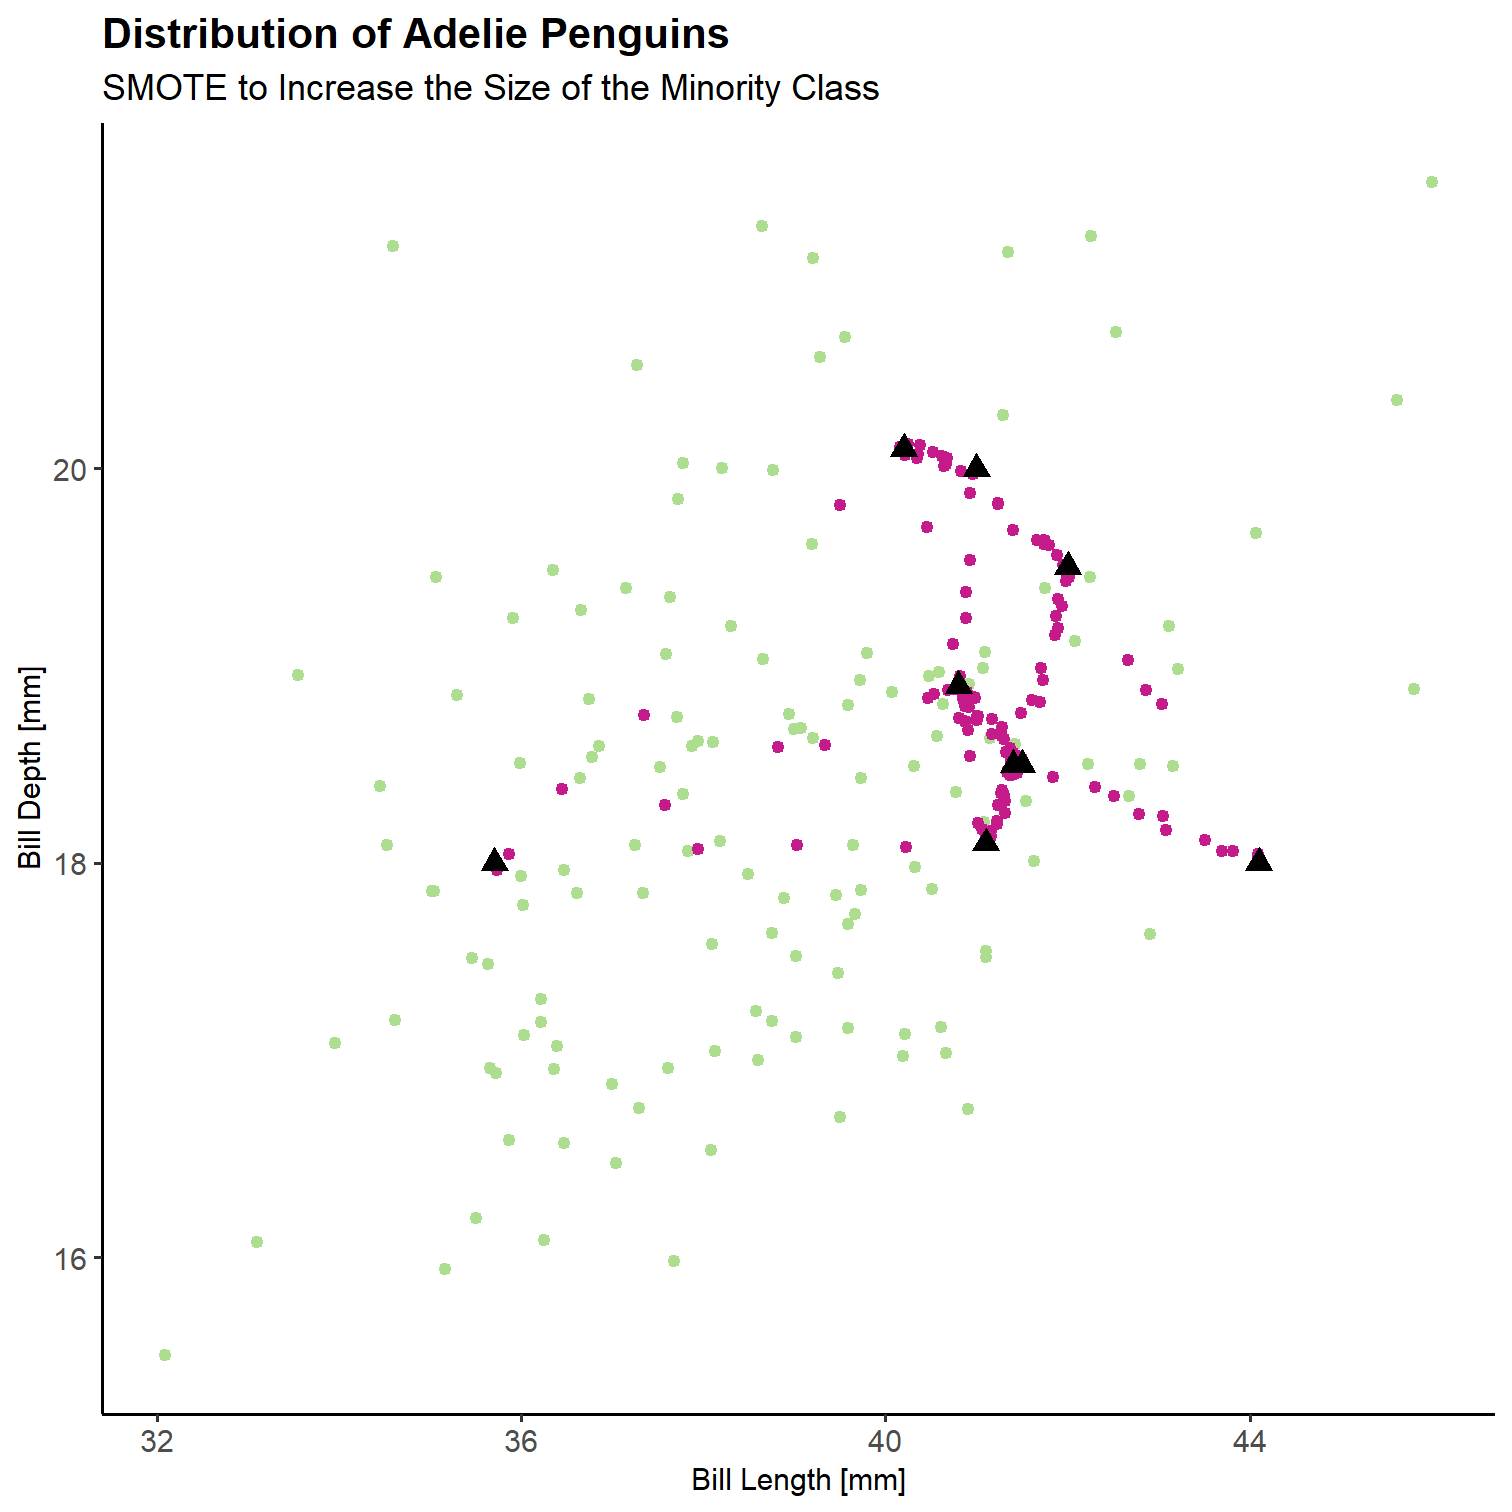 Distribution of Adelie Penguins
SMOTE to Increase the Size of the Minority Class
20
18
16
Bill Depth [mm]
32 36 40 44
Bill Length [mm]